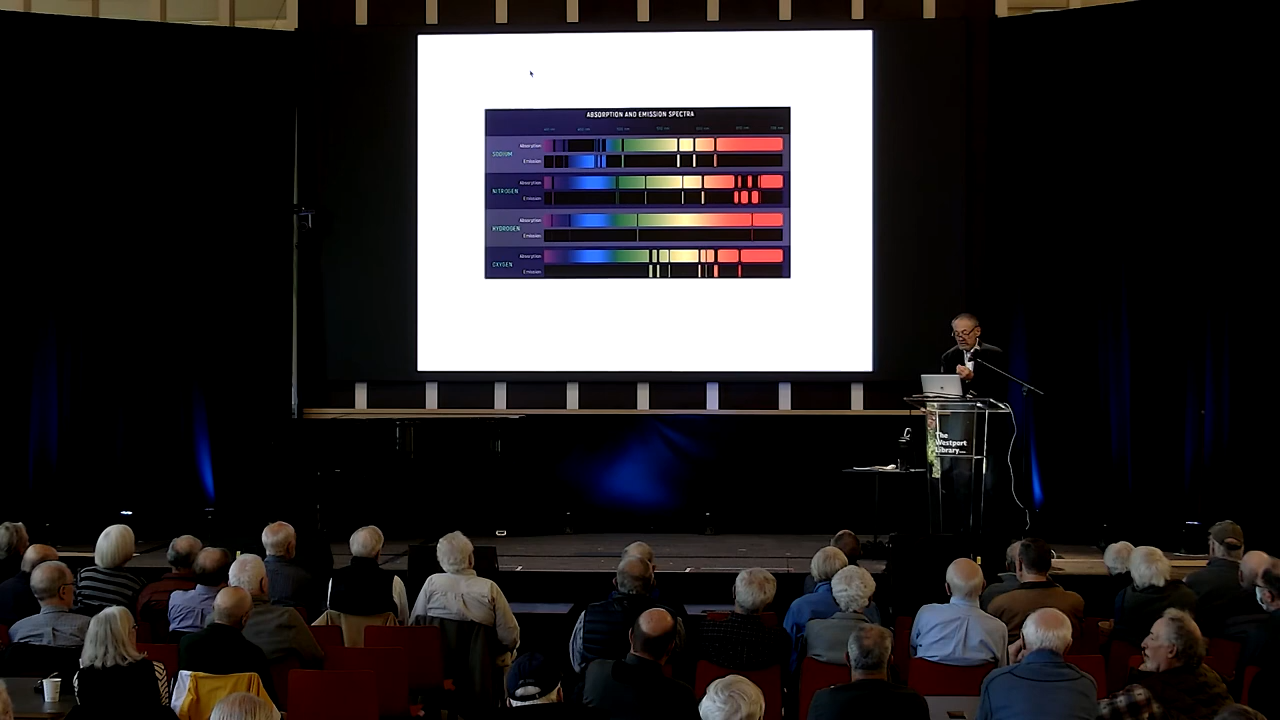 ABSORPTION AND EMISSION SPECTRA
SODIUM
Absorption
Emission
NITROGEN
Absorption
Emission
HYDROGEN
Absorption
Emission
OXYGEN
Absorption
Emission
The
Westport
Library